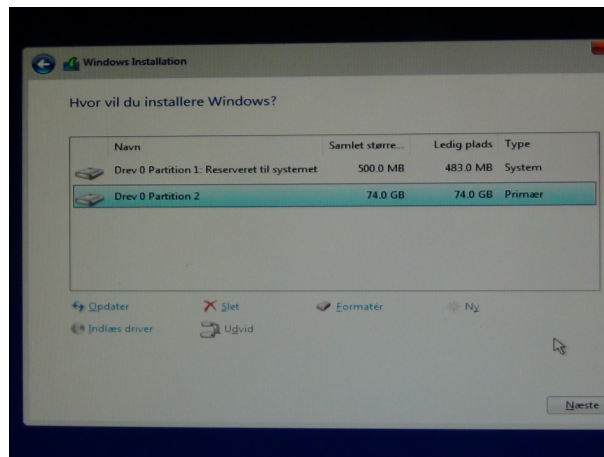 Windows Installation
Hvor vil du installere Windows?
Navn Samlet større... Ledig plads Type
Drev 0 Partition 1: Reserveret til systemet 500.0 MB 483.0 MB System
Drev 0 Partition 2 74.0 GB 74.0 GB Primær
Opdater Slet Formatér Ny
Indlæs driver Udvid
Næste